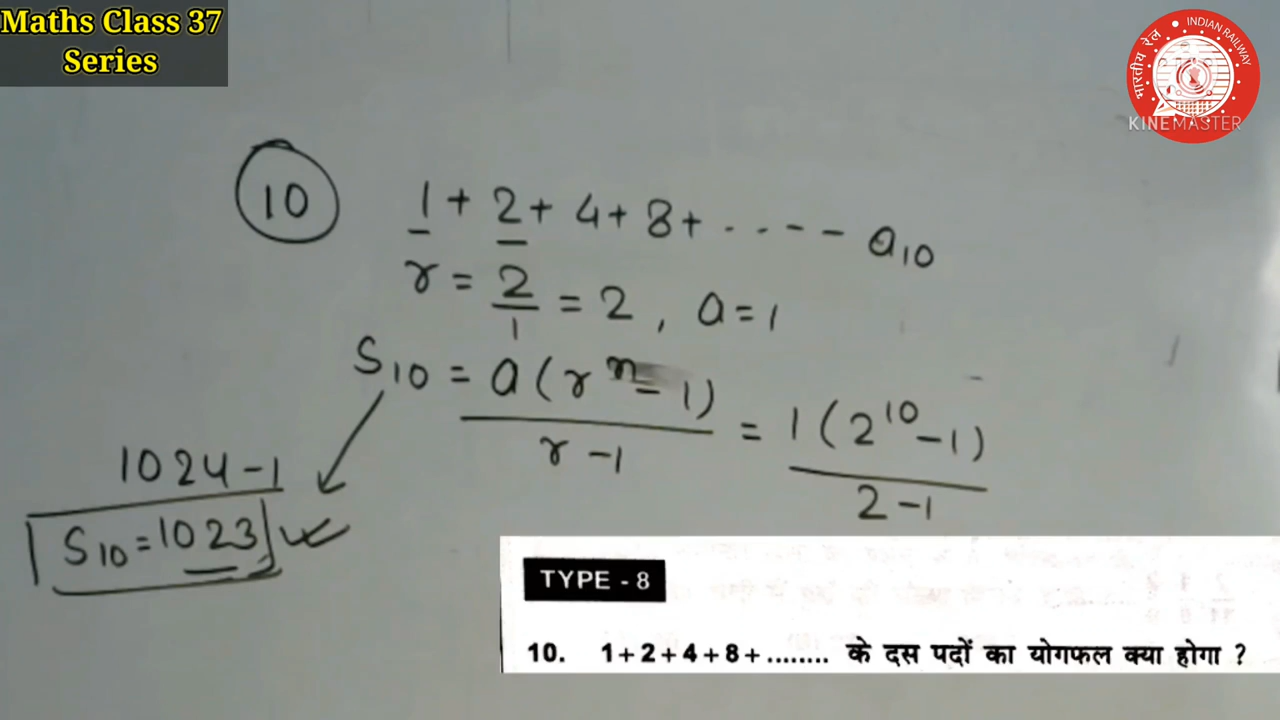 Maths Class 37
Series
भारतीय रेल
INDIAN RAILWAY
KINEMASTER
10
1 + 2 + 4 + 8 + ....-- a10
r = 2/1 = 2, a = 1
S10 = a(r^n - 1)/r - 1 = 1(2^10 - 1)/2 - 1
1024 - 1
S10 = 1023
TYPE - 8
10. 1 + 2 + 4 + 8 + ........ के दस पदों का योगफल क्या होगा ?